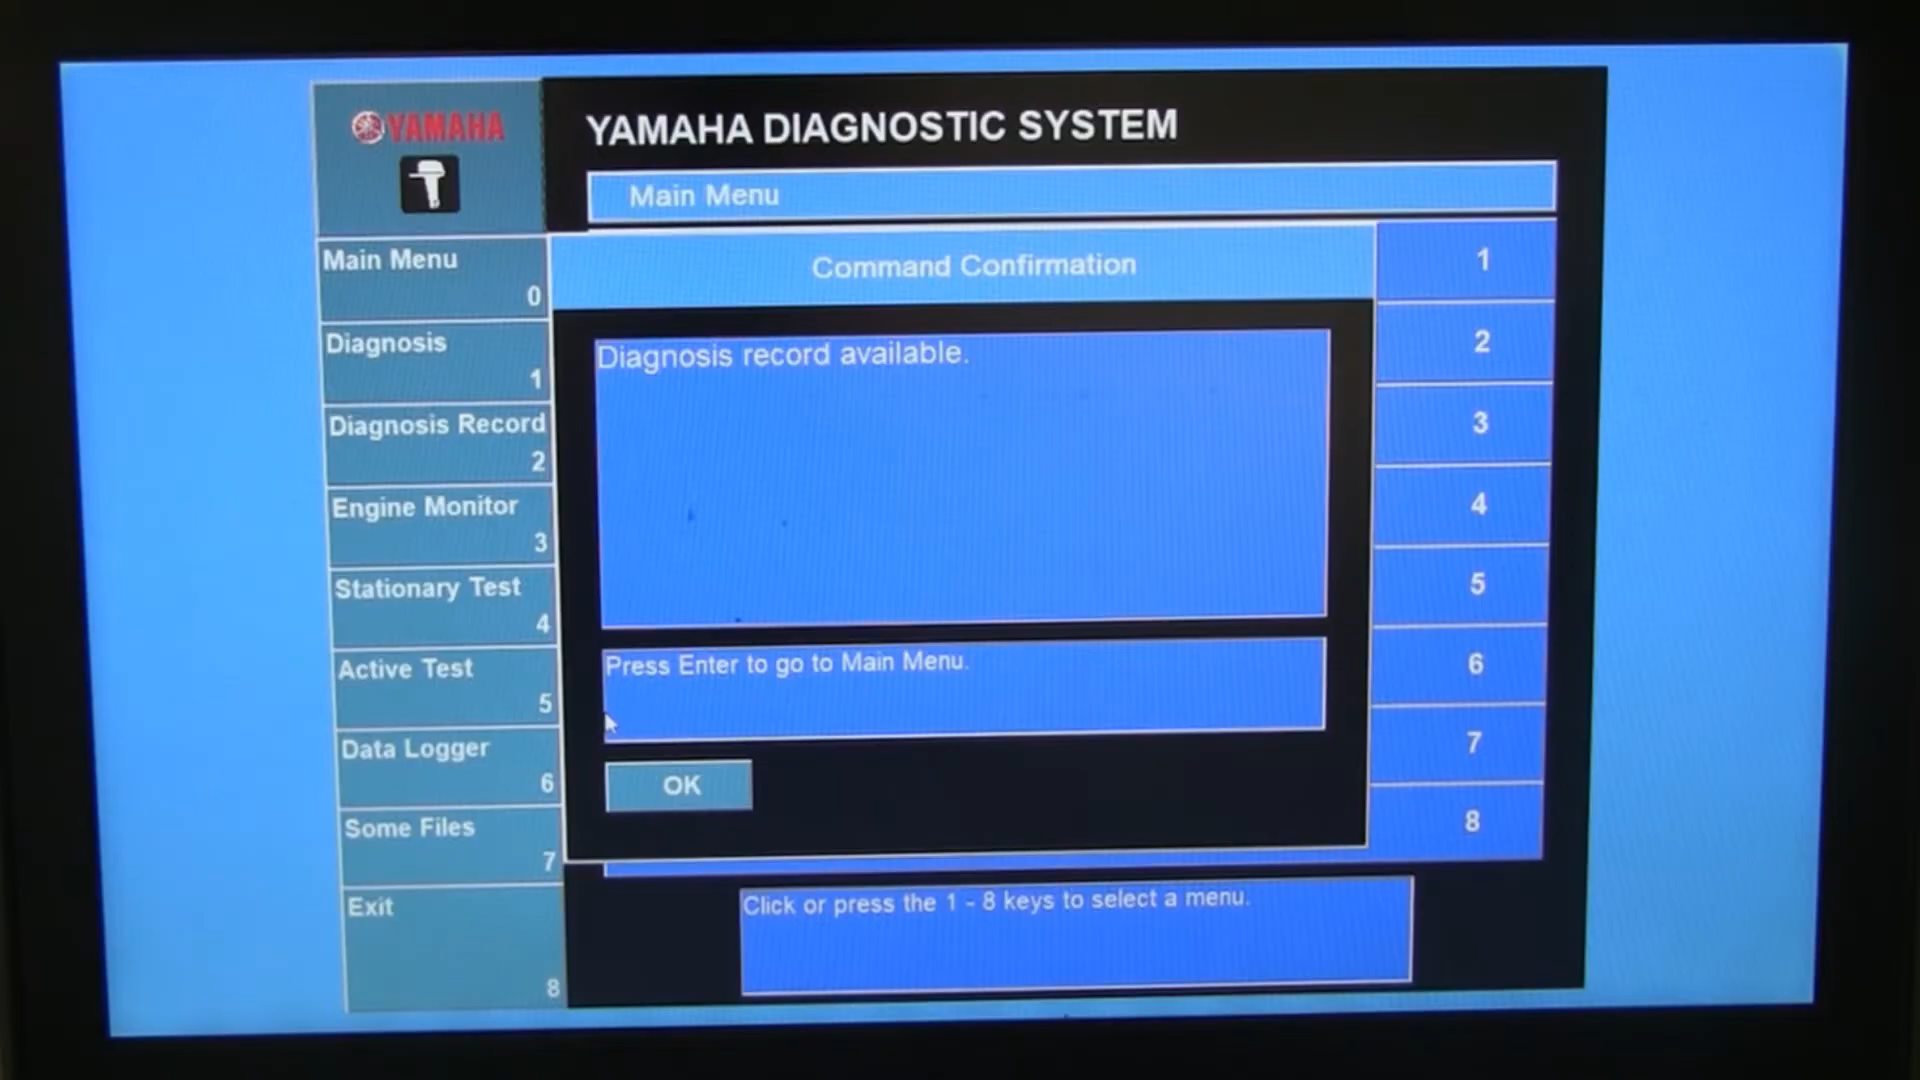 YAMAHA
YAMAHA DIAGNOSTIC SYSTEM
Main Menu
Main Menu
0
Diagnosis
1
Diagnosis Record
2
Engine Monitor
3
Stationary Test
4
Active Test
5
Data Logger
6
Some Files
7
Exit
8
Command Confirmation
Diagnosis record available.
Press Enter to go to Main Menu.
OK
1
2
3
4
5
6
7
8
Click or press the 1 - 8 keys to select a menu.